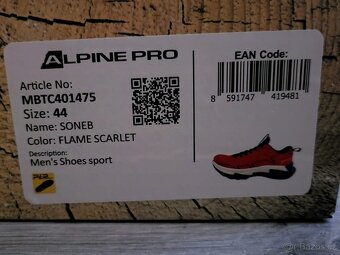 ALPINE PRO
EAN Code:
Article No:
MBTC401475
Size: 44
Name: SONEB
Color: FLAME SCARLET
Description:
Men's Shoes sport
8 591747 419481